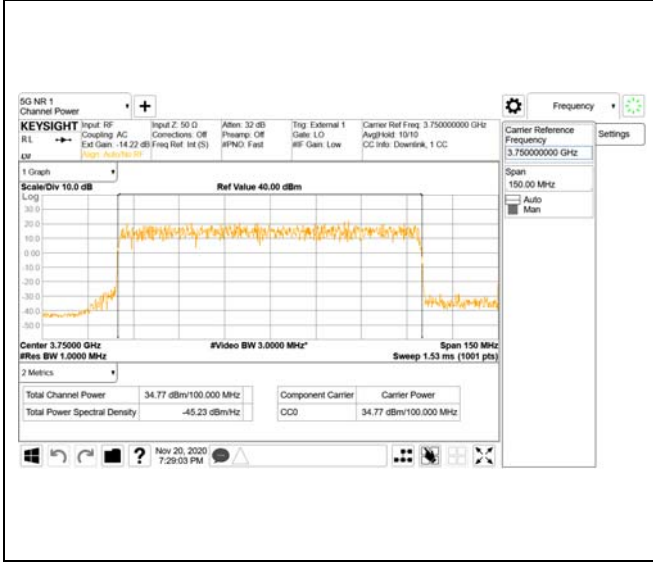 5G NR 1
Channel Power
Frequency
KEYSIGHT
RL
Input: RF
Coupling: AC
Ext Gain: -14.22 dB
Align: Auto/No RF
Input Z: 50 Ω
Corrections: Off
Freq Ref: Int (S)
Atten: 32 dB
Preamp: Off
#PNO: Fast
Trig: External 1
Gate: LO
#IF Gain: Low
Carrier Ref Freq: 3.750000000 GHz
Avg|Hold: 10/10
CC Info: Downlink, 1 CC
Carrier Reference
Frequency
3.750000000 GHz
Settings
Span
150.00 MHz
Auto
Man
1 Graph
Scale/Div 10.0 dB
Ref Value 40.00 dBm
Log
30.0
20.0
10.0
0.00
-10.0
-20.0
-30.0
-40.0
-50.0
Center 3.75000 GHz
#Video BW 3.0000 MHz*
Span 150 MHz
#Res BW 1.0000 MHz
Sweep 1.53 ms (1001 pts)
2 Metrics
Total Channel Power 34.77 dBm/100.000 MHz
Total Power Spectral Density -45.23 dBm/Hz
Component Carrier Carrier Power
CC0 34.77 dBm/100.000 MHz
Nov 20, 2020
7:29:03 PM